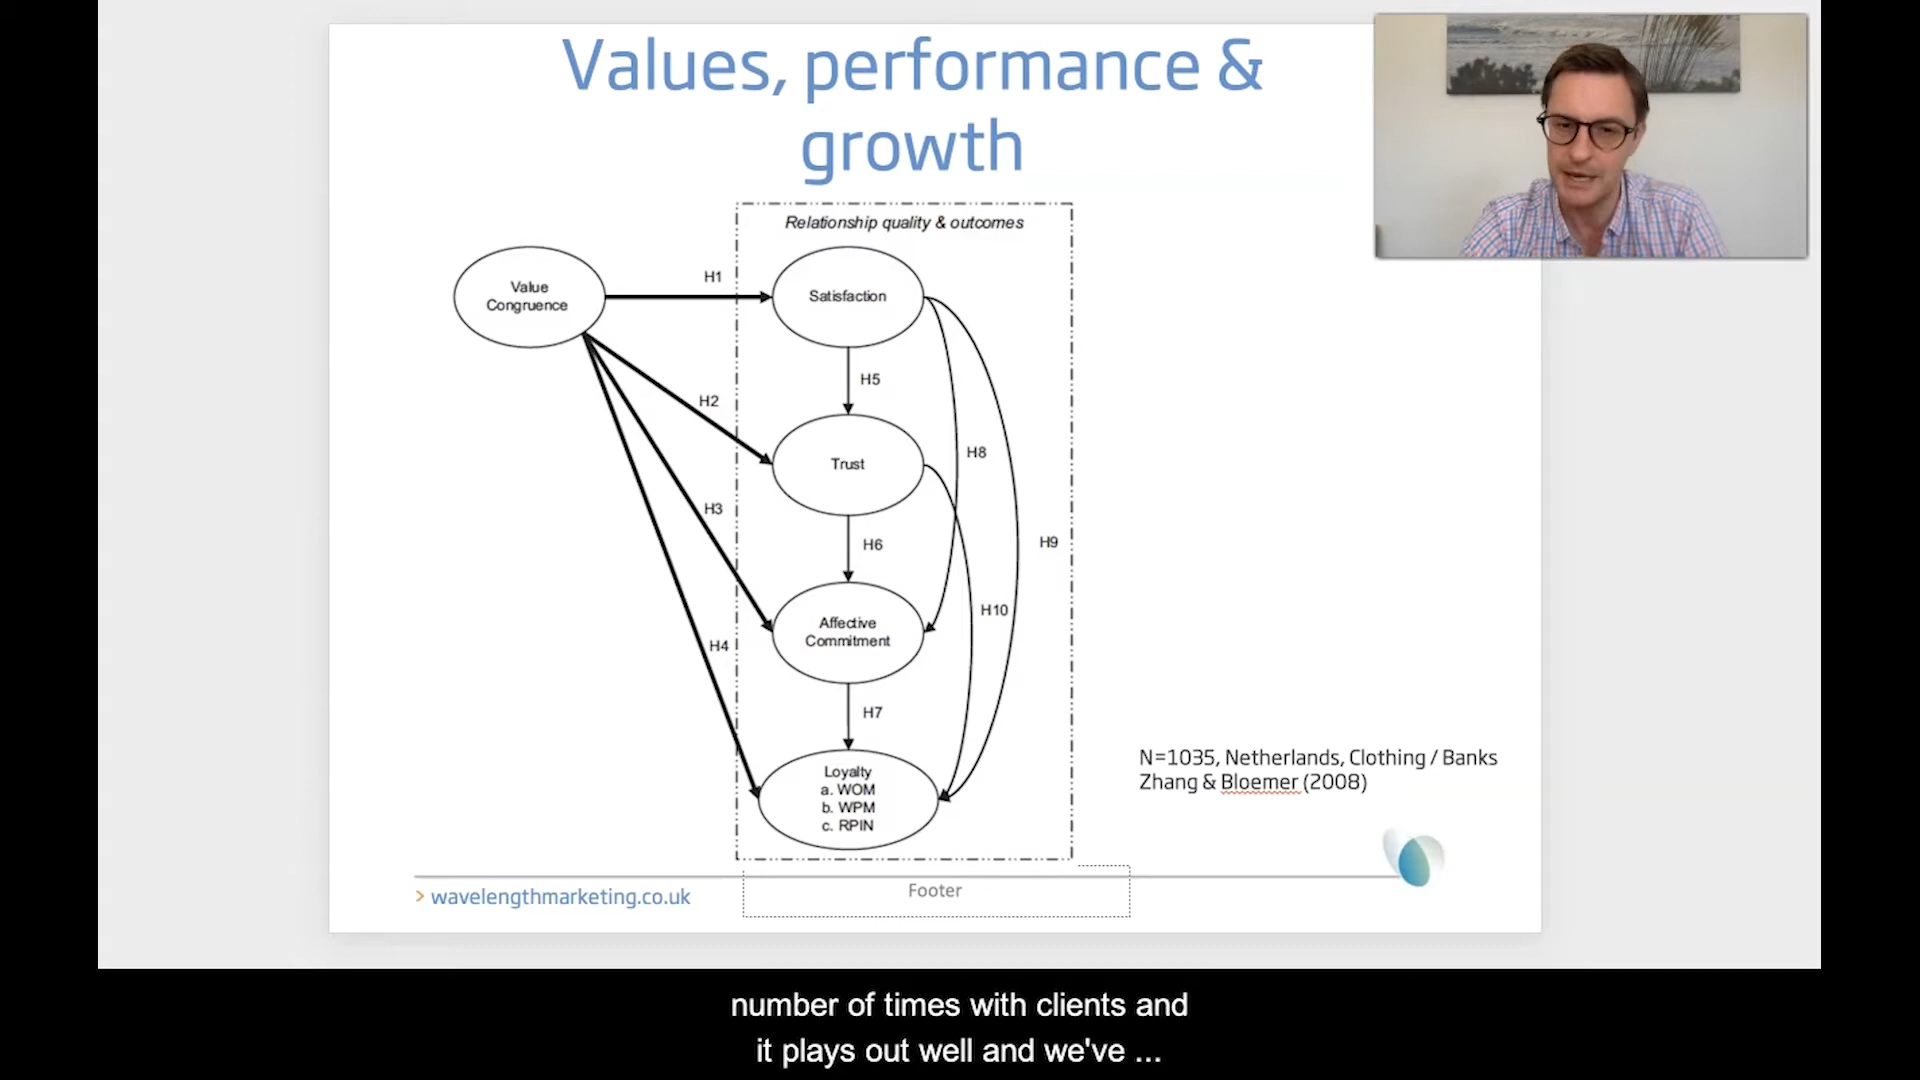 Values, performance &
growth
Relationship quality & outcomes
Value
Congruence
H1
Satisfaction
H5
H2
Trust
H8
H3
H6
H9
Affective
Commitment
H10
H4
H7
Loyalty
a. WOM
b. WPM
c. RPIN
N=1035, Netherlands, Clothing / Banks
Zhang & Bloemer (2008)
> wavelengthmarketing.co.uk
Footer
number of times with clients and
it plays out well and we've ...